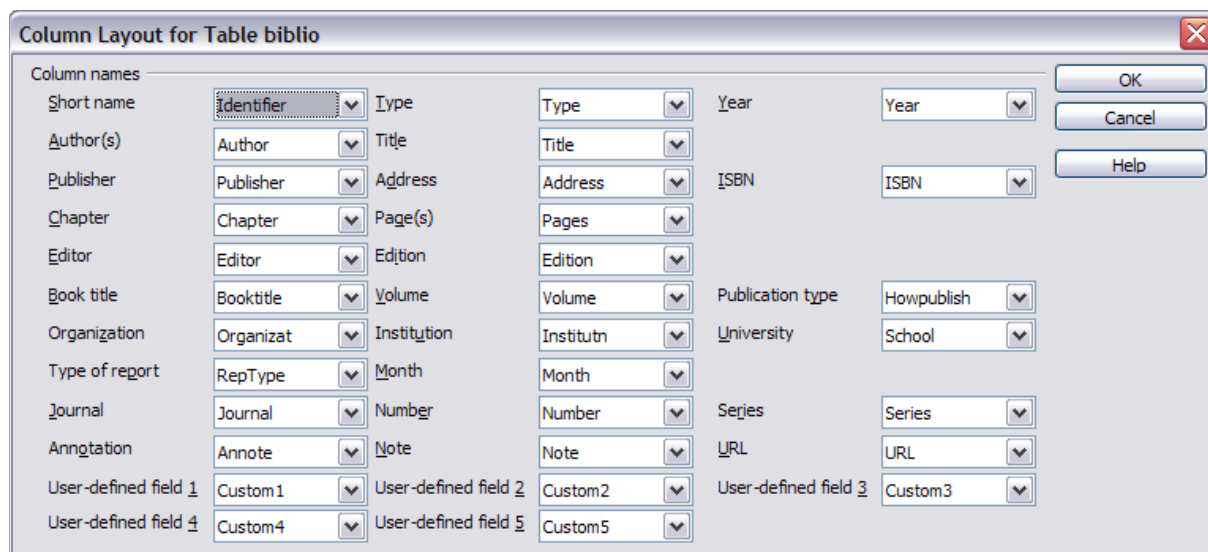 Column Layout for Table biblio
Column names
Short name Identifier Type Type Year Year
Author(s) Author Title Title
Publisher Publisher Address Address ISBN ISBN
Chapter Chapter Page(s) Pages
Editor Editor Edition Edition
Book title Booktitle Volume Volume Publication type Howpublish
Organization Organizat Institution Institutn University School
Type of report RepType Month Month
Journal Journal Number Number Series Series
Annotation Annote Note Note URL URL
User-defined field 1 Custom1 User-defined field 2 Custom2 User-defined field 3 Custom3
User-defined field 4 Custom4 User-defined field 5 Custom5
OK
Cancel
Help